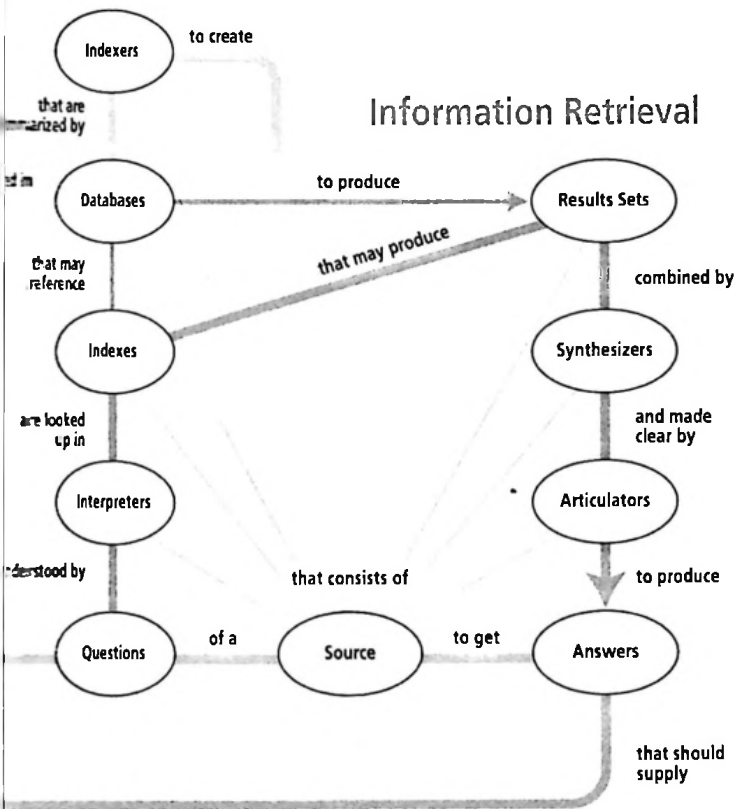 Indexers
to create
that are
by
Information Retrieval
Databases
to produce
Results Sets
that may
reference
that may produce
combined by
Indexes
Synthesizers
are looked
up in
and made
clear by
Interpreters
Articulators
by
that consists of
to produce
Questions
of a
Source
to get
Answers
that should
supply